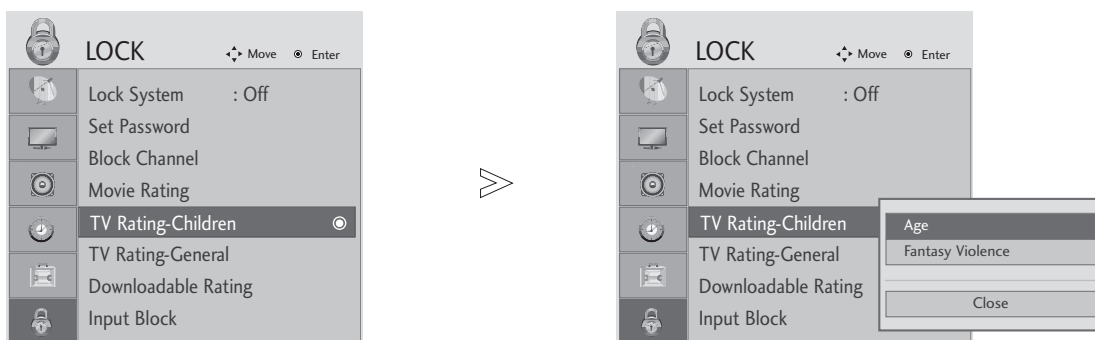 LOCK
Move
Enter
Lock System : Off
Set Password
Block Channel
Movie Rating
TV Rating-Children
TV Rating-General
Downloadable Rating
Input Block
LOCK
Move
Enter
Lock System : Off
Set Password
Block Channel
Movie Rating
TV Rating-Children
TV Rating-General
Downloadable Rating
Input Block
Age
Fantasy Violence
Close